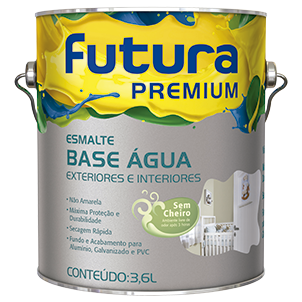 futura
PREMIUM
ESMALTE
BASE ÁGUA
EXTERIORES E INTERIORES
• Não Amarela
• Máxima Proteção e
Durabilidade
• Secagem Rápida
• Fundo e Acabamento para
Alumínio, Galvanizado e PVC
Sem
Cheiro
CONTEÚDO:3,6L